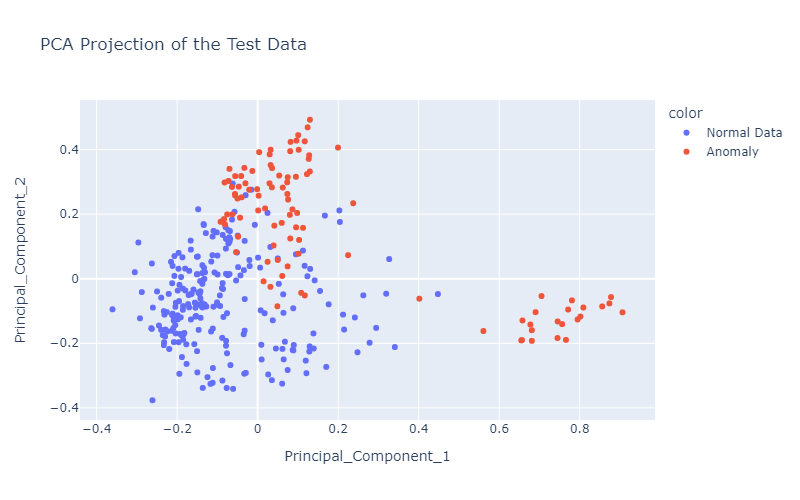 PCA Projection of the Test Data
color
Normal Data
Anomaly
Principal_Component_2
0.4
0.2
0
−0.2
−0.4
−0.4
−0.2
0
0.2
0.4
0.6
0.8
Principal_Component_1